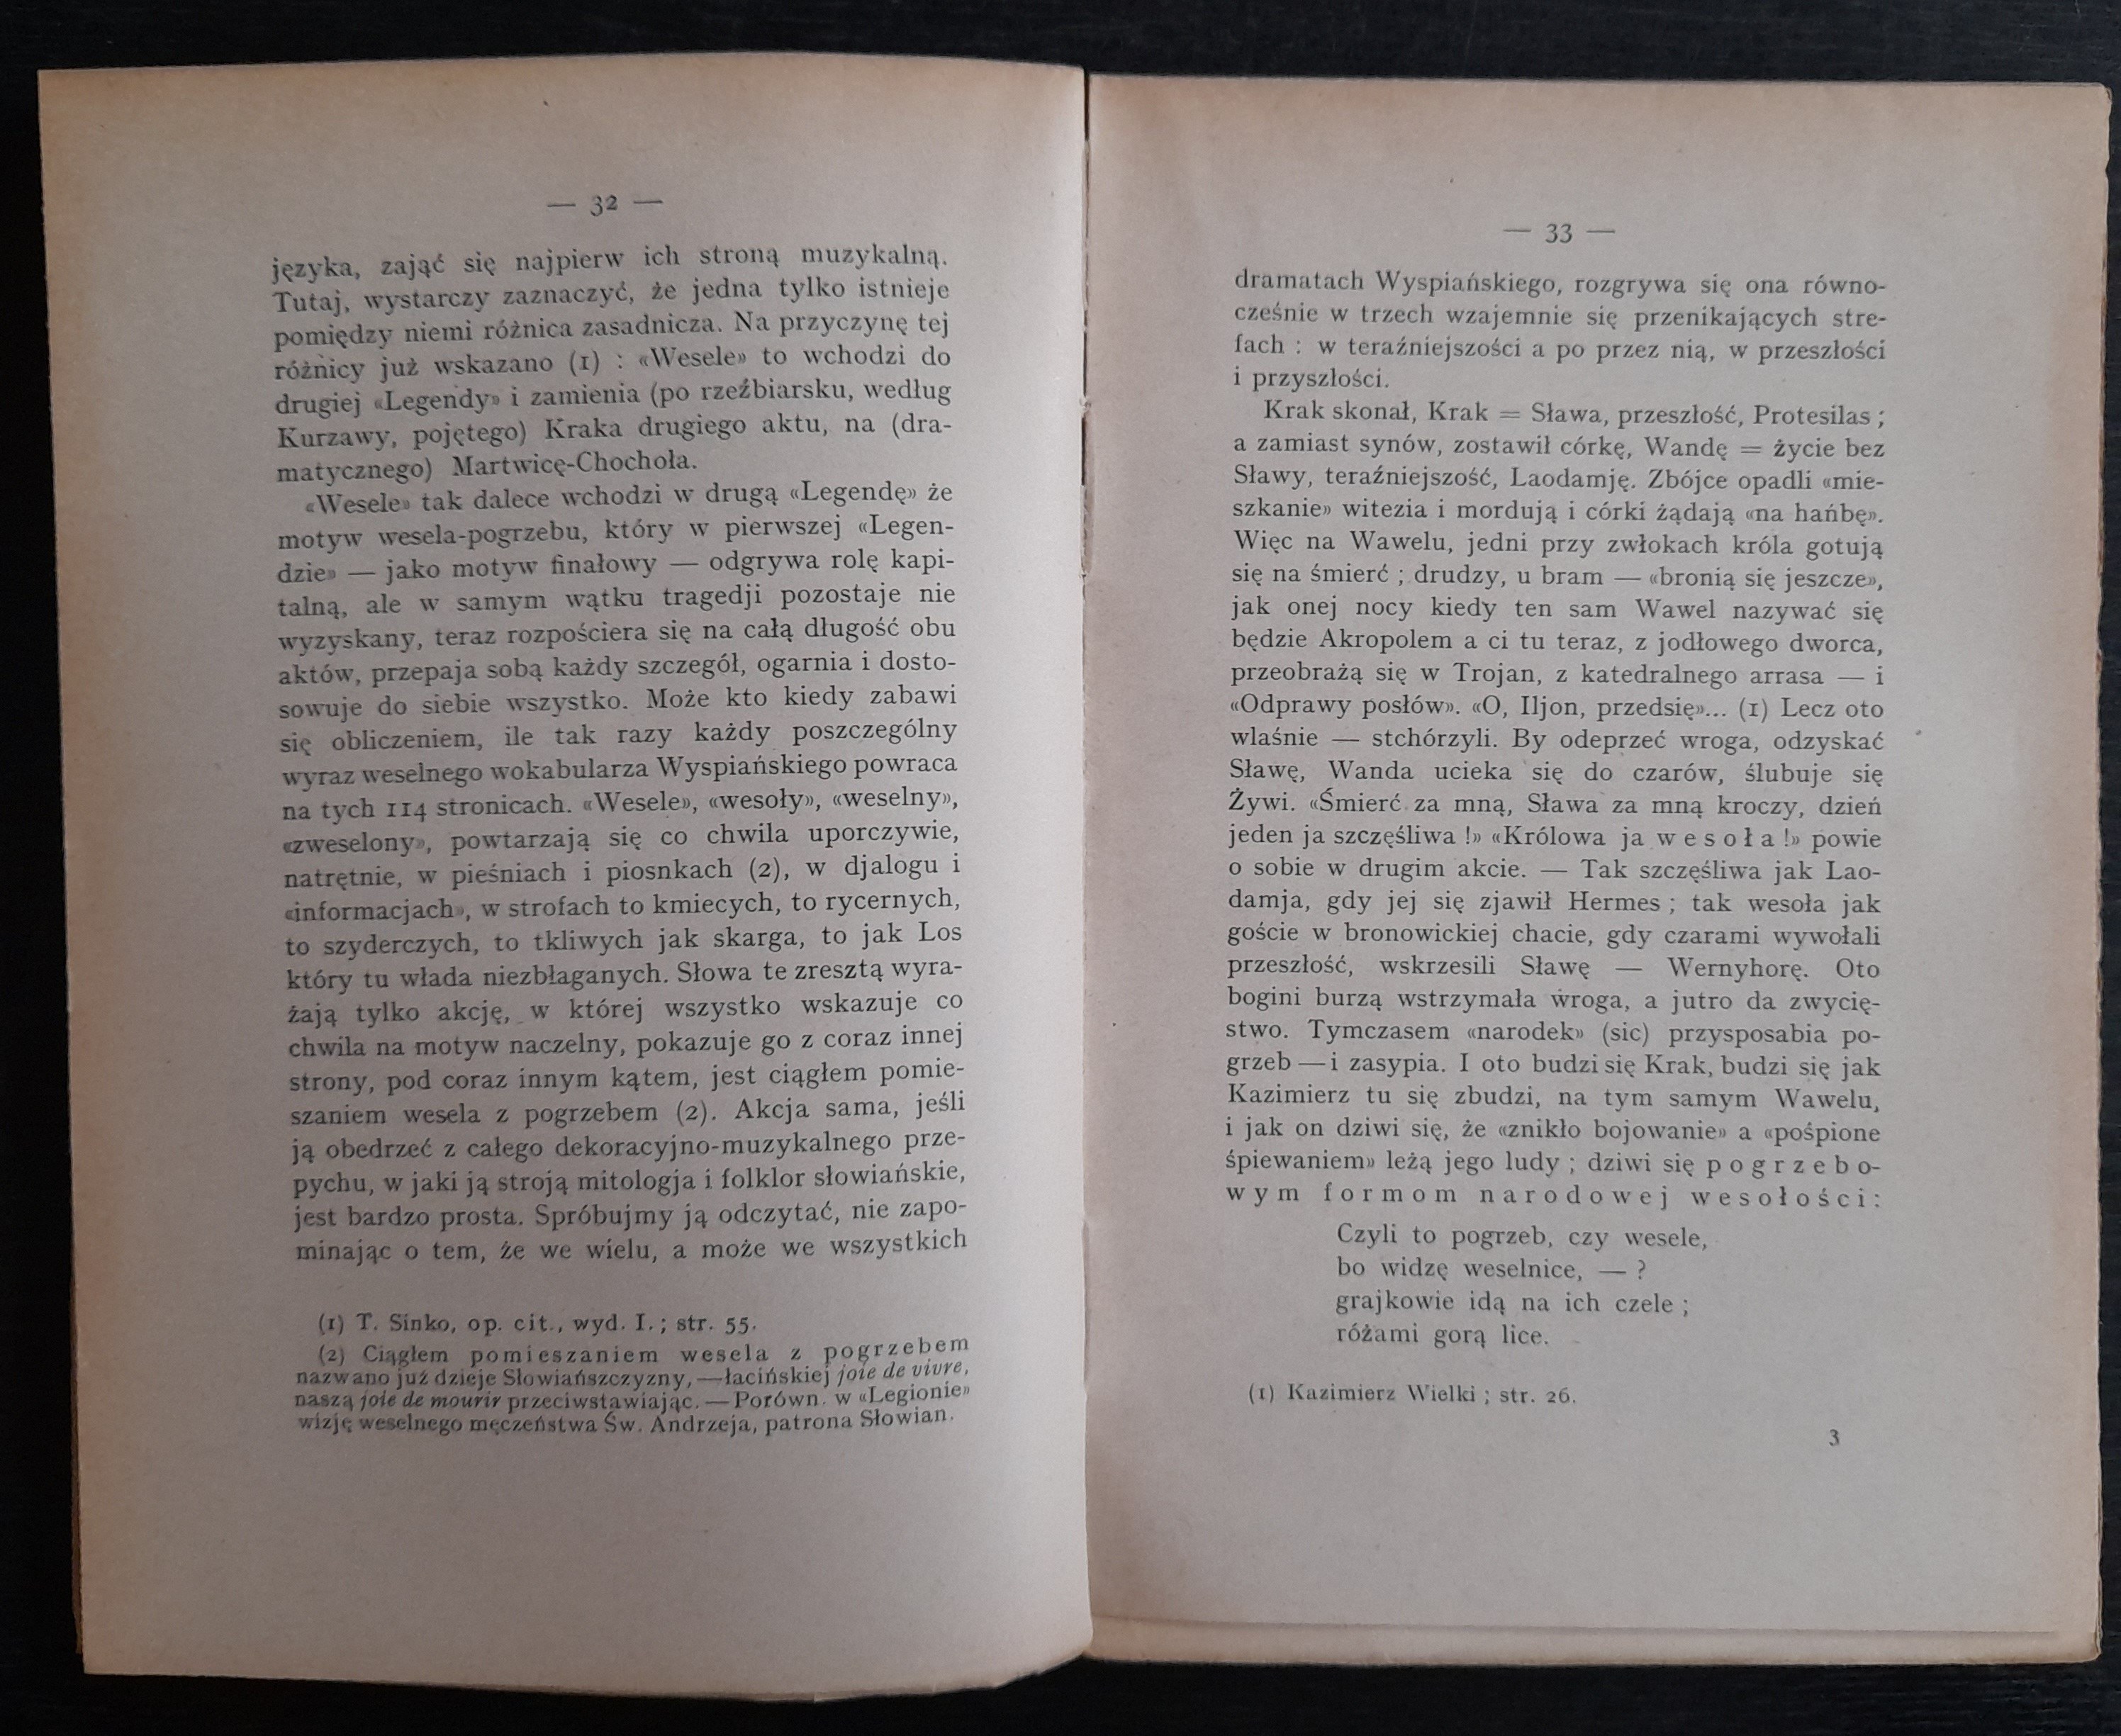 — 32 —
języka, zająć się najpierw ich stroną muzykalną.
Tutaj, wystarczy zaznaczyć, że jedna tylko istnieje
pomiędzy niemi różnica zasadnicza. Na przyczynę tej
różnicy już wskazano (1) : «Wesele» to wchodzi do
drugiej «Legendy» i zamienia (po rzeźbiarsku, według
Kurzawy, pojętego) Kraka drugiego aktu, na (dra-
matycznego) Martwicę-Chochoła.
«Wesele» tak dalece wchodzi w drugą «Legendę» że
motyw wesela-pogrzebu, który w pierwszej «Legen-
dzie» — jako motyw finałowy — odgrywa rolę kapi-
talną, ale w samym wątku tragedji pozostaje nie
wyzyskany, teraz rozpościera się na całą długość obu
aktów, przepaja sobą każdy szczegół, ogarnia i dosto-
sowuje do siebie wszystko. Może kto kiedy zabawi
się obliczeniem, ile tak razy każdy poszczególny
wyraz weselnego wokabularza Wyspiańskiego powraca
na tych 114 stronicach. «Wesele», «wesoły», «weselny»,
«zweselony», powtarzają się co chwila uporczywie,
natrętnie, w pieśniach i piosnkach (2), w djalogu i
«informacjach», w strofach to kmiecych, to rycernych,
to szyderczych, to tkliwych jak skarga, to jak Los
który tu włada niezbłaganych. Słowa te zresztą wyra-
żają tylko akcję, w której wszystko wskazuje co
chwila na motyw naczelny, pokazuje go z coraz innej
strony, pod coraz innym kątem, jest ciągłem pomie-
szaniem wesela z pogrzebem (2). Akcja sama, jeśli
ją obedrzeć z całego dekoracyjno-muzykalnego prze-
pychu, w jaki ją stroją mitologja i folklor słowiańskie,
jest bardzo prosta. Spróbujmy ją odczytać, nie zapo-
minając o tem, że we wielu, a może we wszystkich
(1) T. Sinko, op. cit., wyd. I. ; str. 55.
(2) Ciągłem pomieszaniem wesela z pogrzebem
nazwano już dzieje Słowiańszczyzny, —łacińskiej joie de vivre,
naszą joie de mourir przeciwstawiając. — Porówn. w «Legionie»
wizję weselnego męczeństwa Św. Andrzeja, patrona Słowian.
— 33 —
dramatach Wyspiańskiego, rozgrywa się ona równo-
cześnie w trzech wzajemnie się przenikających stre-
fach : w teraźniejszości a po przez nią, w przeszłości
i przyszłości.
Krak skonał, Krak = Sława, przeszłość, Protesilas ;
a zamiast synów, zostawił córkę, Wandę = życie bez
Sławy, teraźniejszość, Laodamję. Zbójce opadli «mie-
szkanie» witezia i mordują i córki żądają «na hańbę».
Więc na Wawelu, jedni przy zwłokach króla gotują
się na śmierć ; drudzy, u bram — «bronią się jeszcze»,
jak onej nocy kiedy ten sam Wawel nazywać się
będzie Akropolem a ci tu teraz, z jodłowego dworca,
przeobrażą się w Trojan, z katedralnego arrasa — i
«Odprawy posłów». «O, Iljon, przedsię»... (1) Lecz oto
wlaśnie — stchórzyli. By odeprzeć wroga, odzyskać
Sławę, Wanda ucieka się do czarów, ślubuje się
Żywi. «Śmierć za mną, Sława za mną kroczy, dzień
jeden ja szczęśliwa !» «Królowa ja wesoła !» powie
o sobie w drugim akcie. — Tak szczęśliwa jak Lao-
damja, gdy jej się zjawił Hermes ; tak wesoła jak
goście w bronowickiej chacie, gdy czarami wywołali
przeszłość, wskrzesili Sławę — Wernyhorę. Oto
bogini burzą wstrzymała wroga, a jutro da zwycię-
stwo. Tymczasem «narodek» (sic) przysposabia po-
grzeb — i zasypia. I oto budzi się Krak, budzi się jak
Kazimierz tu się zbudzi, na tym samym Wawelu,
i jak on dziwi się, że «znikło bojowanie» a «pośpione
śpiewaniem» leżą jego ludy ; dziwi się pogrzebo-
wym formom narodowej wesołości:
Czyli to pogrzeb, czy wesele,
bo widzę weselnice, — ?
grajkowie idą na ich czele ;
różami gorą lice.
(1) Kazimierz Wielki ; str. 26.
3